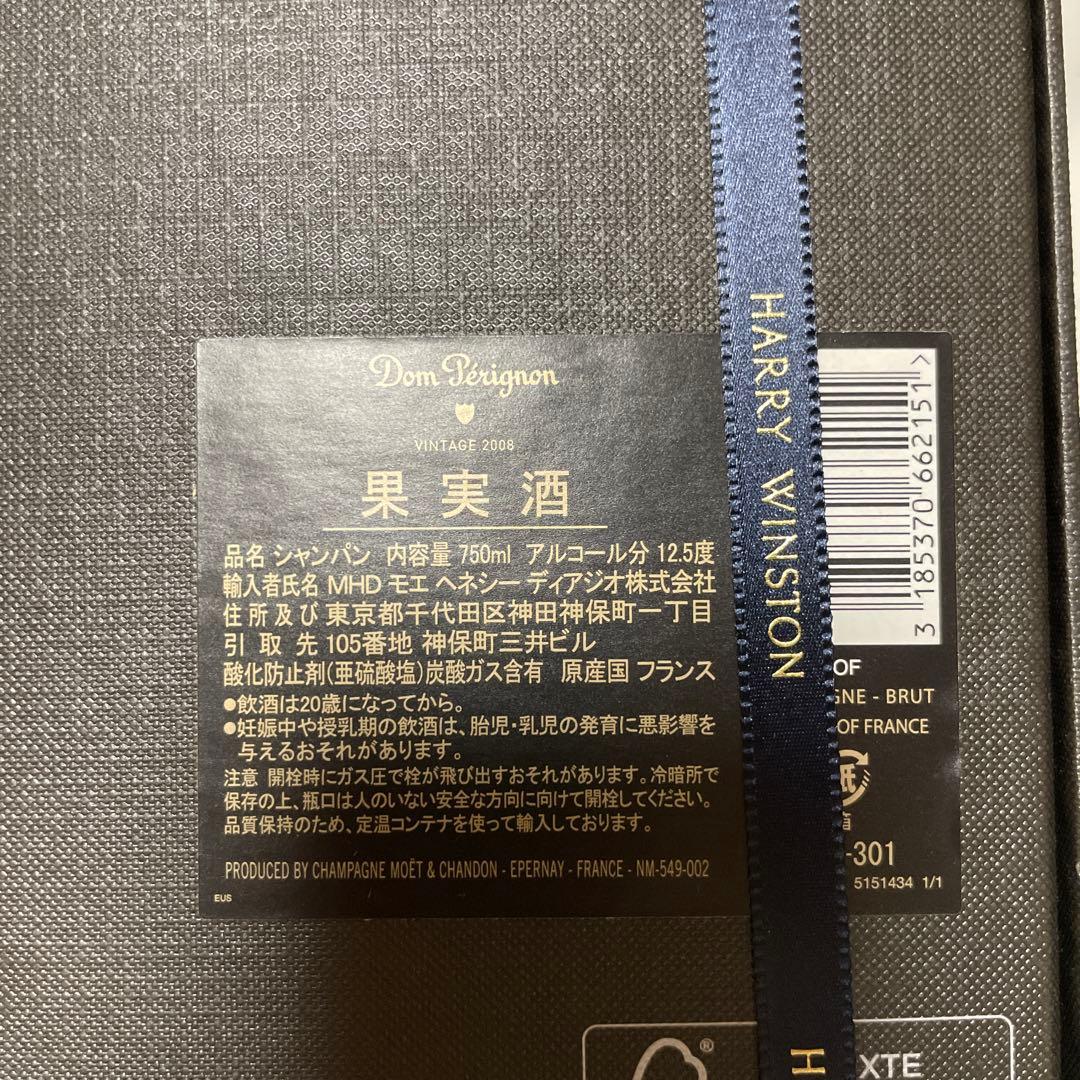 Dom Pérignon
VINTAGE 2008
果実酒
品名 シャンパン 内容量 750ml アルコール分 12.5度
輸入者氏名 MHD モエ ヘネシー ディアジオ株式会社
住所及び 東京都千代田区神田神保町一丁目
引取先 105番地 神保町三井ビル
酸化防止剤(亜硫酸塩)炭酸ガス含有 原産国 フランス
●飲酒は20歳になってから。
●妊娠中や授乳期の飲酒は、胎児・乳児の発育に悪影響を
与えるおそれがあります。
注意 開栓時にガス圧で栓が飛び出すおそれがあります。冷暗所で
保存の上、瓶口は人のいない安全な方向に向けて開栓してください。
品質保持のため、定温コンテナを使って輸入しております。
PRODUCED BY CHAMPAGNE MOËT & CHANDON - EPERNAY - FRANCE - NM-549-002
EUS
HARRY WINSTON
H
3 185370 662151 >
OF
GNE - BRUT
OF FRANCE
紙
箱
-301
5151434 1/1
®
XTE